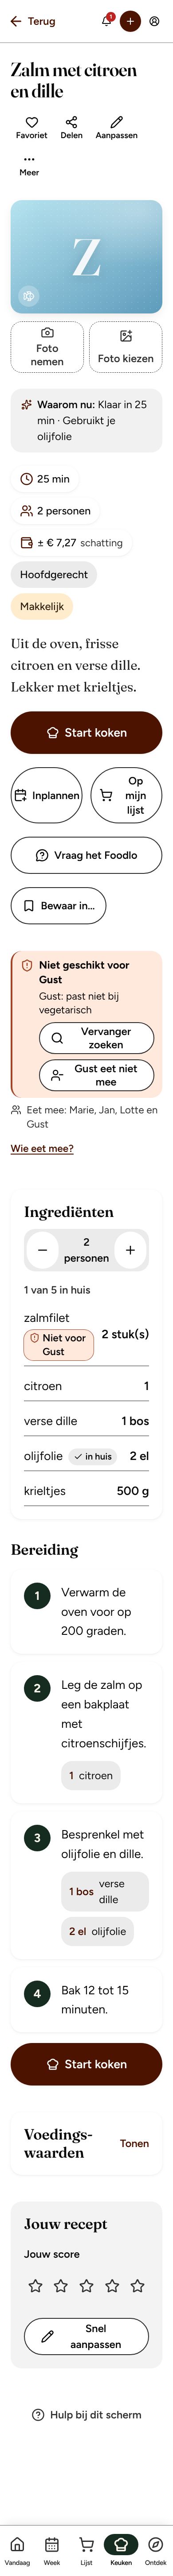 Terug
1
Zalm met citroen
en dille
Favoriet
Delen
Aanpassen
Meer
Z
Foto
nemen
Foto kiezen
Waarom nu: Klaar in 25
min · Gebruikt je
olijfolie
25 min
2 personen
± € 7,27 schatting
Hoofdgerecht
Makkelijk
Uit de oven, frisse
citroen en verse dille.
Lekker met krieltjes.
Start koken
Inplannen
Op
mijn
lijst
Vraag het Foodlo
Bewaar in...
Niet geschikt voor
Gust
Gust: past niet bij
vegetarisch
Vervanger
zoeken
Gust eet niet
mee
Eet mee: Marie, Jan, Lotte en
Gust
Wie eet mee?
Ingrediënten
2
personen
1 van 5 in huis
zalmfilet
Niet voor
Gust
2 stuk(s)
citroen 1
verse dille 1 bos
olijfolie in huis 2 el
krieltjes 500 g
Bereiding
1
Verwarm de
oven voor op
200 graden.
2
Leg de zalm op
een bakplaat
met
citroenschijfjes.
1 citroen
3
Besprenkel met
olijfolie en dille.
1 bos verse
dille
2 el olijfolie
4
Bak 12 tot 15
minuten.
Start koken
Voedings-
waarden
Tonen
Jouw recept
Jouw score
Snel
aanpassen
Hulp bij dit scherm
Vandaag
Week
Lijst
Keuken
Ontdek